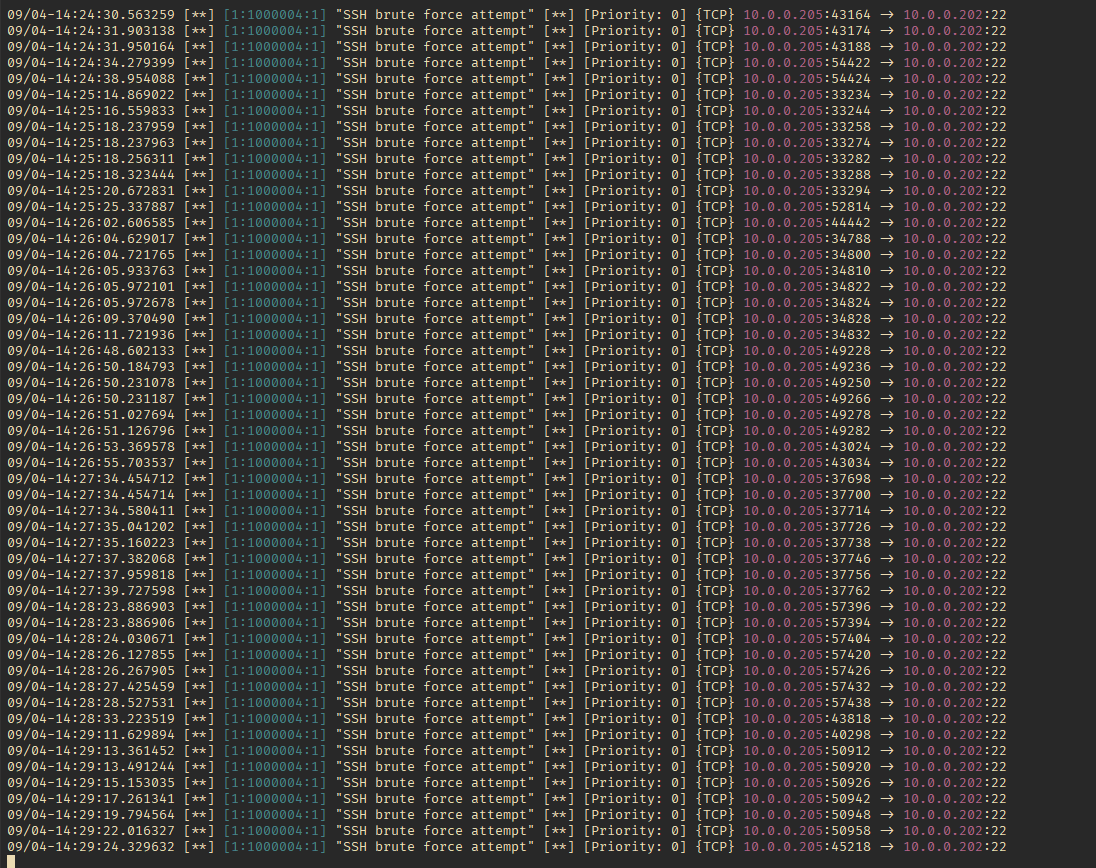 09/04-14:24:30.563259 [**] [1:1000004:1] "SSH brute force attempt" [**] [Priority: 0] {TCP} 10.0.0.205:43164 → 10.0.0.202:22
09/04-14:24:31.903138 [**] [1:1000004:1] "SSH brute force attempt" [**] [Priority: 0] {TCP} 10.0.0.205:43174 → 10.0.0.202:22
09/04-14:24:31.950164 [**] [1:1000004:1] "SSH brute force attempt" [**] [Priority: 0] {TCP} 10.0.0.205:43188 → 10.0.0.202:22
09/04-14:24:34.279399 [**] [1:1000004:1] "SSH brute force attempt" [**] [Priority: 0] {TCP} 10.0.0.205:54422 → 10.0.0.202:22
09/04-14:24:38.954088 [**] [1:1000004:1] "SSH brute force attempt" [**] [Priority: 0] {TCP} 10.0.0.205:54424 → 10.0.0.202:22
09/04-14:25:14.869022 [**] [1:1000004:1] "SSH brute force attempt" [**] [Priority: 0] {TCP} 10.0.0.205:33234 → 10.0.0.202:22
09/04-14:25:16.559833 [**] [1:1000004:1] "SSH brute force attempt" [**] [Priority: 0] {TCP} 10.0.0.205:33244 → 10.0.0.202:22
09/04-14:25:18.237959 [**] [1:1000004:1] "SSH brute force attempt" [**] [Priority: 0] {TCP} 10.0.0.205:33258 → 10.0.0.202:22
09/04-14:25:18.237963 [**] [1:1000004:1] "SSH brute force attempt" [**] [Priority: 0] {TCP} 10.0.0.205:33274 → 10.0.0.202:22
09/04-14:25:18.256311 [**] [1:1000004:1] "SSH brute force attempt" [**] [Priority: 0] {TCP} 10.0.0.205:33282 → 10.0.0.202:22
09/04-14:25:18.323444 [**] [1:1000004:1] "SSH brute force attempt" [**] [Priority: 0] {TCP} 10.0.0.205:33288 → 10.0.0.202:22
09/04-14:25:20.672831 [**] [1:1000004:1] "SSH brute force attempt" [**] [Priority: 0] {TCP} 10.0.0.205:33294 → 10.0.0.202:22
09/04-14:25:25.337887 [**] [1:1000004:1] "SSH brute force attempt" [**] [Priority: 0] {TCP} 10.0.0.205:52814 → 10.0.0.202:22
09/04-14:26:02.606585 [**] [1:1000004:1] "SSH brute force attempt" [**] [Priority: 0] {TCP} 10.0.0.205:44442 → 10.0.0.202:22
09/04-14:26:04.629017 [**] [1:1000004:1] "SSH brute force attempt" [**] [Priority: 0] {TCP} 10.0.0.205:34788 → 10.0.0.202:22
09/04-14:26:04.721765 [**] [1:1000004:1] "SSH brute force attempt" [**] [Priority: 0] {TCP} 10.0.0.205:34800 → 10.0.0.202:22
09/04-14:26:05.933763 [**] [1:1000004:1] "SSH brute force attempt" [**] [Priority: 0] {TCP} 10.0.0.205:34810 → 10.0.0.202:22
09/04-14:26:05.972101 [**] [1:1000004:1] "SSH brute force attempt" [**] [Priority: 0] {TCP} 10.0.0.205:34822 → 10.0.0.202:22
09/04-14:26:05.972678 [**] [1:1000004:1] "SSH brute force attempt" [**] [Priority: 0] {TCP} 10.0.0.205:34824 → 10.0.0.202:22
09/04-14:26:09.370490 [**] [1:1000004:1] "SSH brute force attempt" [**] [Priority: 0] {TCP} 10.0.0.205:34828 → 10.0.0.202:22
09/04-14:26:11.721936 [**] [1:1000004:1] "SSH brute force attempt" [**] [Priority: 0] {TCP} 10.0.0.205:34832 → 10.0.0.202:22
09/04-14:26:48.602133 [**] [1:1000004:1] "SSH brute force attempt" [**] [Priority: 0] {TCP} 10.0.0.205:49228 → 10.0.0.202:22
09/04-14:26:50.184793 [**] [1:1000004:1] "SSH brute force attempt" [**] [Priority: 0] {TCP} 10.0.0.205:49236 → 10.0.0.202:22
09/04-14:26:50.231078 [**] [1:1000004:1] "SSH brute force attempt" [**] [Priority: 0] {TCP} 10.0.0.205:49250 → 10.0.0.202:22
09/04-14:26:50.231187 [**] [1:1000004:1] "SSH brute force attempt" [**] [Priority: 0] {TCP} 10.0.0.205:49266 → 10.0.0.202:22
09/04-14:26:51.027694 [**] [1:1000004:1] "SSH brute force attempt" [**] [Priority: 0] {TCP} 10.0.0.205:49278 → 10.0.0.202:22
09/04-14:26:51.126796 [**] [1:1000004:1] "SSH brute force attempt" [**] [Priority: 0] {TCP} 10.0.0.205:49282 → 10.0.0.202:22
09/04-14:26:53.369578 [**] [1:1000004:1] "SSH brute force attempt" [**] [Priority: 0] {TCP} 10.0.0.205:43024 → 10.0.0.202:22
09/04-14:26:55.703537 [**] [1:1000004:1] "SSH brute force attempt" [**] [Priority: 0] {TCP} 10.0.0.205:43034 → 10.0.0.202:22
09/04-14:27:34.454712 [**] [1:1000004:1] "SSH brute force attempt" [**] [Priority: 0] {TCP} 10.0.0.205:37698 → 10.0.0.202:22
09/04-14:27:34.454714 [**] [1:1000004:1] "SSH brute force attempt" [**] [Priority: 0] {TCP} 10.0.0.205:37700 → 10.0.0.202:22
09/04-14:27:34.580411 [**] [1:1000004:1] "SSH brute force attempt" [**] [Priority: 0] {TCP} 10.0.0.205:37714 → 10.0.0.202:22
09/04-14:27:35.041202 [**] [1:1000004:1] "SSH brute force attempt" [**] [Priority: 0] {TCP} 10.0.0.205:37726 → 10.0.0.202:22
09/04-14:27:35.160223 [**] [1:1000004:1] "SSH brute force attempt" [**] [Priority: 0] {TCP} 10.0.0.205:37738 → 10.0.0.202:22
09/04-14:27:37.382068 [**] [1:1000004:1] "SSH brute force attempt" [**] [Priority: 0] {TCP} 10.0.0.205:37746 → 10.0.0.202:22
09/04-14:27:37.959818 [**] [1:1000004:1] "SSH brute force attempt" [**] [Priority: 0] {TCP} 10.0.0.205:37756 → 10.0.0.202:22
09/04-14:27:39.727598 [**] [1:1000004:1] "SSH brute force attempt" [**] [Priority: 0] {TCP} 10.0.0.205:37762 → 10.0.0.202:22
09/04-14:28:23.886903 [**] [1:1000004:1] "SSH brute force attempt" [**] [Priority: 0] {TCP} 10.0.0.205:57396 → 10.0.0.202:22
09/04-14:28:23.886906 [**] [1:1000004:1] "SSH brute force attempt" [**] [Priority: 0] {TCP} 10.0.0.205:57394 → 10.0.0.202:22
09/04-14:28:24.030671 [**] [1:1000004:1] "SSH brute force attempt" [**] [Priority: 0] {TCP} 10.0.0.205:57404 → 10.0.0.202:22
09/04-14:28:26.127855 [**] [1:1000004:1] "SSH brute force attempt" [**] [Priority: 0] {TCP} 10.0.0.205:57420 → 10.0.0.202:22
09/04-14:28:26.267905 [**] [1:1000004:1] "SSH brute force attempt" [**] [Priority: 0] {TCP} 10.0.0.205:57426 → 10.0.0.202:22
09/04-14:28:27.425459 [**] [1:1000004:1] "SSH brute force attempt" [**] [Priority: 0] {TCP} 10.0.0.205:57432 → 10.0.0.202:22
09/04-14:28:28.527531 [**] [1:1000004:1] "SSH brute force attempt" [**] [Priority: 0] {TCP} 10.0.0.205:57438 → 10.0.0.202:22
09/04-14:28:33.223519 [**] [1:1000004:1] "SSH brute force attempt" [**] [Priority: 0] {TCP} 10.0.0.205:43818 → 10.0.0.202:22
09/04-14:29:11.629894 [**] [1:1000004:1] "SSH brute force attempt" [**] [Priority: 0] {TCP} 10.0.0.205:40298 → 10.0.0.202:22
09/04-14:29:13.361452 [**] [1:1000004:1] "SSH brute force attempt" [**] [Priority: 0] {TCP} 10.0.0.205:50912 → 10.0.0.202:22
09/04-14:29:13.491244 [**] [1:1000004:1] "SSH brute force attempt" [**] [Priority: 0] {TCP} 10.0.0.205:50920 → 10.0.0.202:22
09/04-14:29:15.153035 [**] [1:1000004:1] "SSH brute force attempt" [**] [Priority: 0] {TCP} 10.0.0.205:50926 → 10.0.0.202:22
09/04-14:29:17.261341 [**] [1:1000004:1] "SSH brute force attempt" [**] [Priority: 0] {TCP} 10.0.0.205:50942 → 10.0.0.202:22
09/04-14:29:19.794564 [**] [1:1000004:1] "SSH brute force attempt" [**] [Priority: 0] {TCP} 10.0.0.205:50948 → 10.0.0.202:22
09/04-14:29:22.016327 [**] [1:1000004:1] "SSH brute force attempt" [**] [Priority: 0] {TCP} 10.0.0.205:50958 → 10.0.0.202:22
09/04-14:29:24.329632 [**] [1:1000004:1] "SSH brute force attempt" [**] [Priority: 0] {TCP} 10.0.0.205:45218 → 10.0.0.202:22